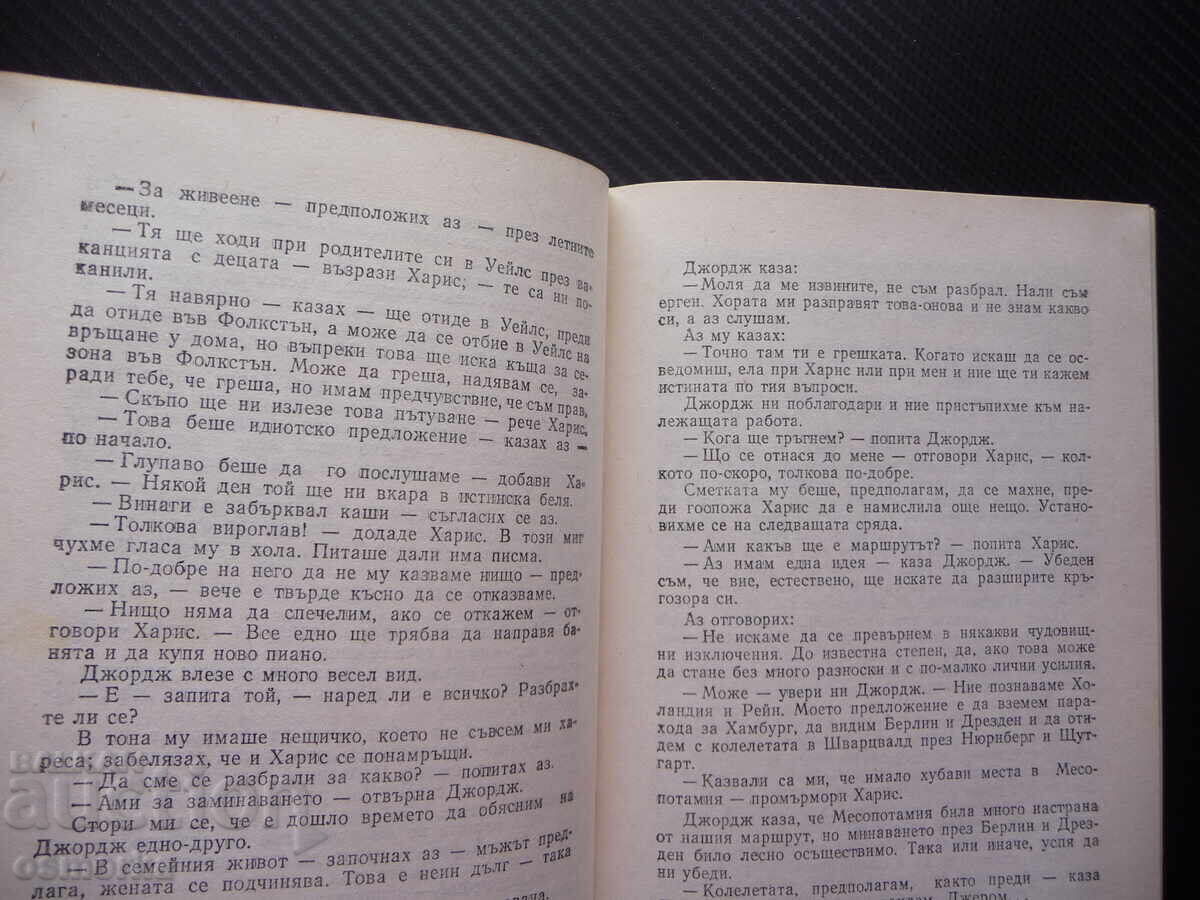 — За живеене — предположих аз — през летните
месеци.
— Тя ще ходи при родителите си в Уейлс през ва-
канцията с децата — възрази Харис; — те са ни по-
канили.
— Тя навярно — казах — ще отиде в Уейлс, преди
да отиде във Фолкстън, а може да се отбие в Уейлс на
връщане у дома, но въпреки това ще иска къща за се-
зона във Фолкстън. Може да греша, надявам се, за-
ради тебе, че греша, но имам предчувствие, че съм прав,
— Скъпо ще ни излезе това пътуване — рече Харис,
— Това беше идиотско предложение — казах аз —
по начало.
— Глупаво беше да го послушаме — добави Ха-
рис. — Някой ден той ще ни вкара в истинска беля.
— Винаги е забърквал каши — съгласих се аз.
— Толкова вироглав! — додаде Харис. В този миг
чухме гласа му в хола. Питаше дали има писма.
— По-добре на него да не му казваме нищо — пред-
ложих аз, — вече е твърде късно да се отказваме.
— Нищо няма да спечелим, ако се откажем — от-
говори Харис. — Все едно ще трябва да направя ба-
нята и да купя ново пиано.
Джордж влезе с много весел вид.
— Е — запита той, — наред ли е всичко? Разбрах-
те ли се?
В тона му имаше нещичко, което не съвсем ми ха-
реса; забелязах, че и Харис се понамръщи.
— Да сме се разбрали за какво? — попитах аз.
— Ами за заминаването — отвърна Джордж.
Стори ми се, че е дошло времето да обясним на
Джордж едно-друго.
— В семейния живот — започнах аз — мъжът пред-
лага, жената се подчинява. Това е неин дълг — така
Джордж каза:
— Моля да ме извините, не съм разбрал. Нали съм
ерген. Хората ми разправят това-онова и не знам какво
си, а аз слушам.
Аз му казах:
— Точно там ти е грешката. Когато искаш да се ос-
ведомиш, ела при Харис или при мен и ние ще ти кажем
истината по тия въпроси.
Джордж ни поблагодари и ние пристъпихме към на-
лежащата работа.
— Кога ще тръгнем? — попита Джордж.
— Що се отнася до мене — отговори Харис, — кол-
кото по-скоро, толкова по-добре.
Сметката му беше, предполагам, да се махне, пре-
ди гоопожа Харис да е намислила още нещо. Устано-
вихме се на следващата сряда.
— Ами какъв ще е маршрутът? — попита Харис.
— Аз имам една идея — каза Джордж. — Убеден
съм, че вие, естествено, ще искате да разширите кръ-
гозора си.
Аз отговорих:
— Не искаме да се превърнем в някакви чудовищ-
ни изключения. До известна степен, да, ако това може
да стане без много разноски и с по-малко лични усилия.
— Може — увери ни Джордж. — Ние познаваме Хо-
ландия и Рейн. Моето предложение е да вземем пара-
хода за Хамбург, да видим Берлин и Дрезден и да оти-
дем с колелетата в Шварцвалд през Нюрнберг и Щут-
гарт.
— Казвали са ми, че имало хубави места в Месо-
потамия — промърмори Харис.
Джордж каза, че Месопотамия била много настрана
от нашия маршрут, но минаването през Берлин и Дрез-
ден било лесно осъществимо. Така или иначе, успя да
ни убеди.
— Колелетата, предполагам, както преди — каза
Джером.
auction